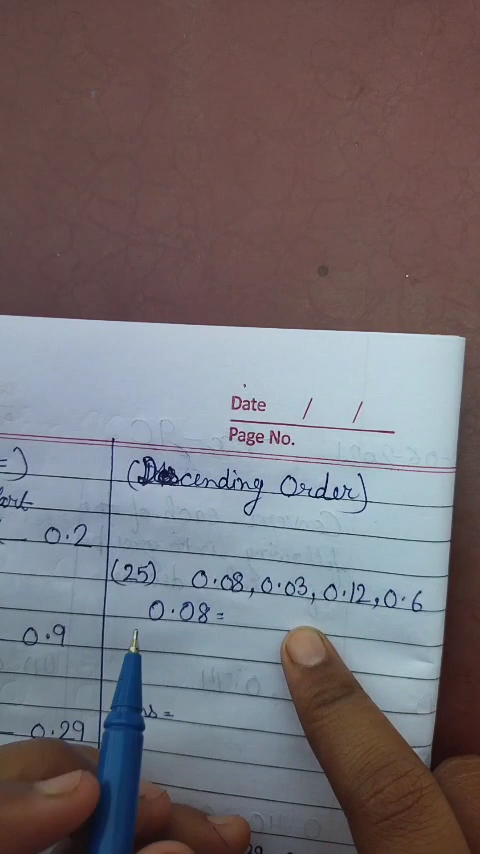 Date / /
Page No.
(Descending Order)
0.2
(25) 0.08, 0.03, 0.12, 0.6
0.08=
0.9
0.29